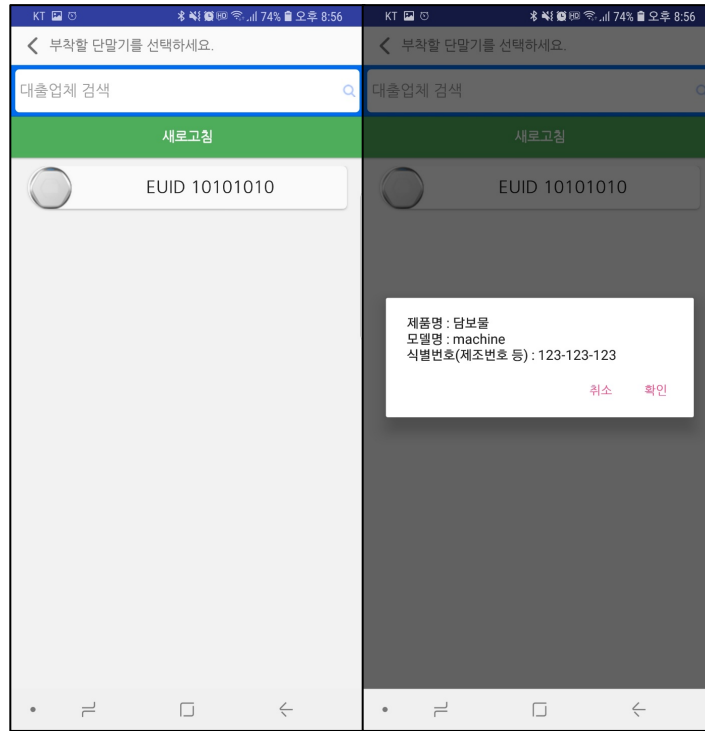 KT 74% 오후 8:56
부착할 단말기를 선택하세요.
대출업체 검색
새로고침
EUID 10101010
KT 74% 오후 8:56
부착할 단말기를 선택하세요.
대출업체 검색
새로고침
EUID 10101010
제품명 : 담보물
모델명 : machine
식별번호(제조번호 등) : 123-123-123
취소 확인